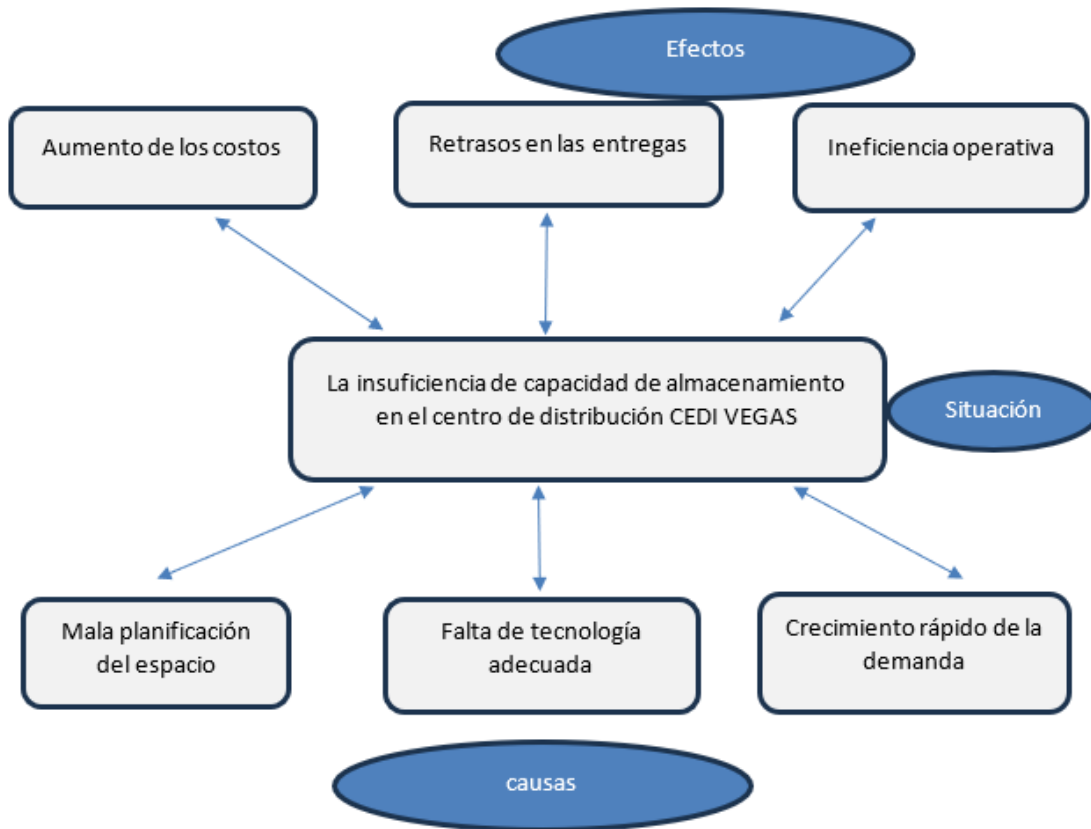 Efectos
Aumento de los costos
Retrasos en las entregas
Ineficiencia operativa
La insuficiencia de capacidad de almacenamiento
en el centro de distribución CEDI VEGAS
Situación
Mala planificación
del espacio
Falta de tecnología
adecuada
Crecimiento rápido de la
demanda
causas